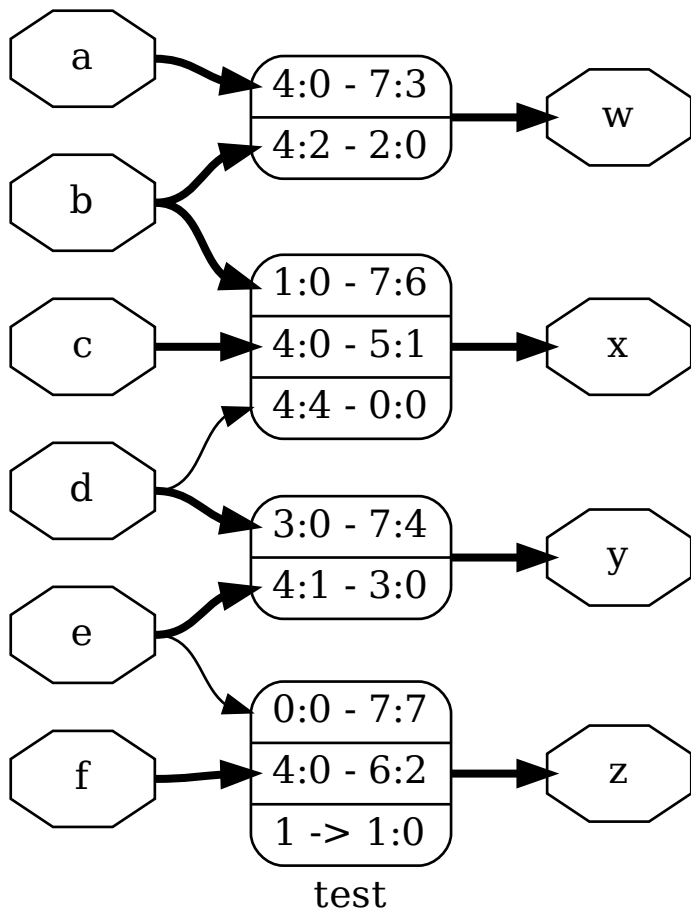 a
4:0 - 7:3
w
4:2 - 2:0
b
1:0 - 7:6
c
4:0 - 5:1
x
4:4 - 0:0
d
3:0 - 7:4
y
4:1 - 3:0
e
0:0 - 7:7
f
4:0 - 6:2
z
1 -> 1:0
test